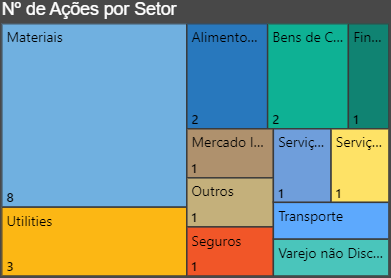 Nº de Ações por Setor
Materiais
8
Utilities
3
Alimento...
2
Bens de C...
2
Fin...
1
Mercado I...
1
Outros
1
Seguros
1
Serviç...
1
Serviç...
1
Transporte
Varejo não Disc...